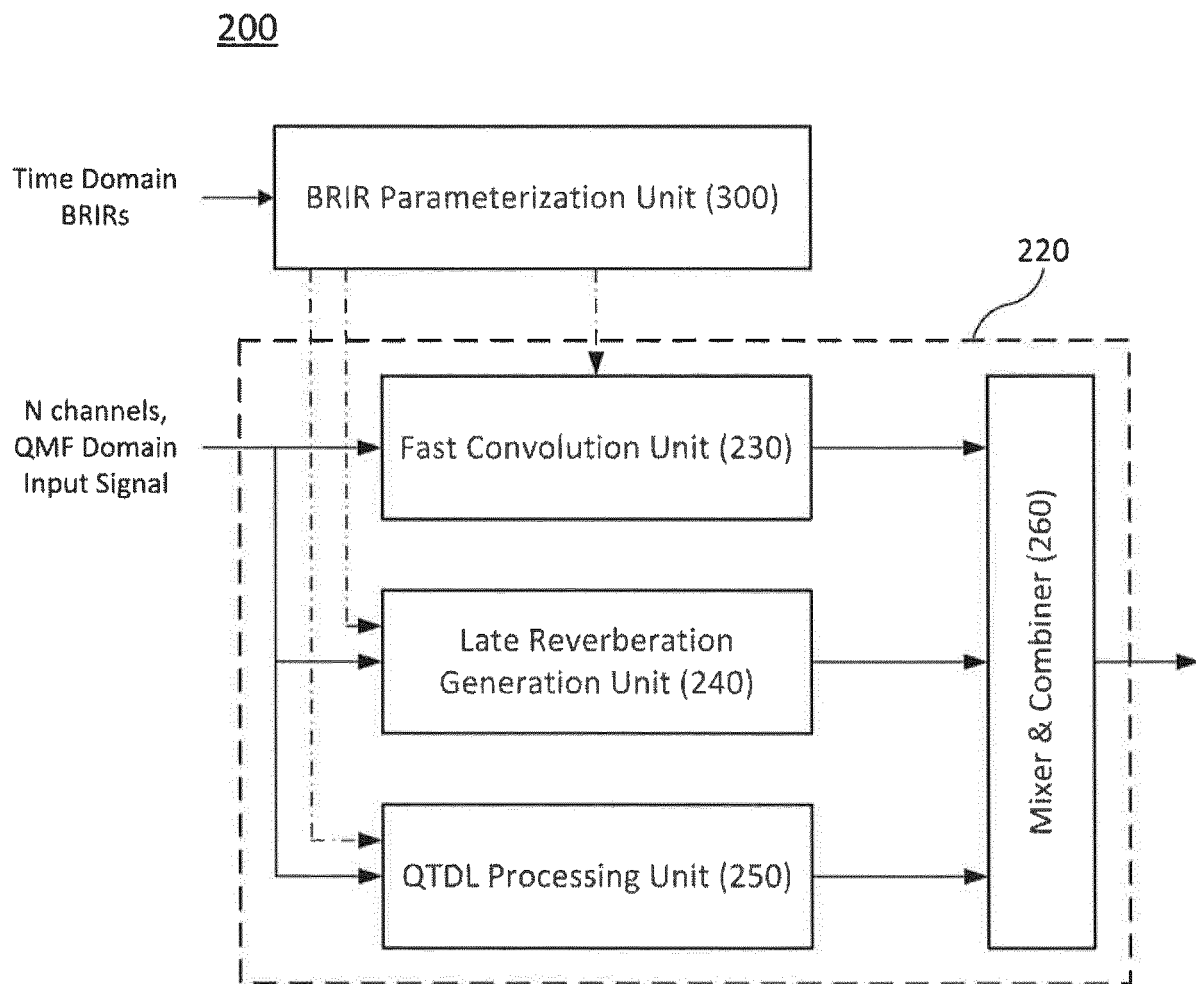 200
Time Domain
BRIRs
BRIR Parameterization Unit (300)
220
N channels,
QMF Domain
Input Signal
Fast Convolution Unit (230)
Late Reverberation
Generation Unit (240)
QTDL Processing Unit (250)
Mixer & Combiner (260)